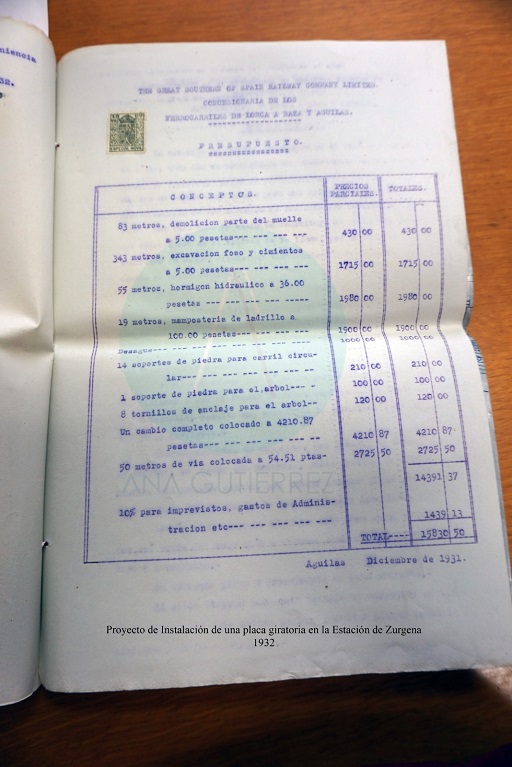 niencia
32.
THE GREAT SOUTHERN OF SPAIN RAILWAY COMPANY LIMITED.
CONCESIONARIA DE LOS
FERROCARRILES DE LORCA A BAZA Y AGUILAS.
PRESUPUESTO.
CONCEPTOS. PRECIOS PARCIALES. TOTALES.
83 metros, demolicion parte del muelle
a 5.00 pesetas--- --- --- --- 430 00 430 00
343 metros, excavacion foso y cimientos
a 5.00 pesetas--- --- --- --- 1715 00 1715 00
55 metros, hormigon hidraulico a 36.00
pesetas --- --- --- --- ----- 1980 00 1980 00
19 metros, mamposteria de ladrillo a
100.00 pesetas--- --- --- --- 1900 00 1900 00
Desague--- --- --- --- --- --- --- 1000 00 1000 00
14 soportes de piedra para carril circu-
lar--- --- --- --- --- --- --- 210 00 210 00
1 soporte de piedra para el arbol--- - 100 00 100 00
8 tornillos de anclaje para el arbol-- 120 00 120 00
Un cambio completo colocado a 4210.87
pesetas--- --- --- --- --- -- 4210 87 4210 87
50 metros de via colocada a 54.51 ptas- 2725 50 2725 50
ANA GUTIERREZ
14391 37
10% para imprevistos, gastos de Adminis-
tracion etc--- --- --- --- --- 1439 13
TOTAL---- 15830 50
Aguilas Diciembre de 1931.
Proyecto de Instalación de una placa giratoria en la Estación de Zurgena
1932